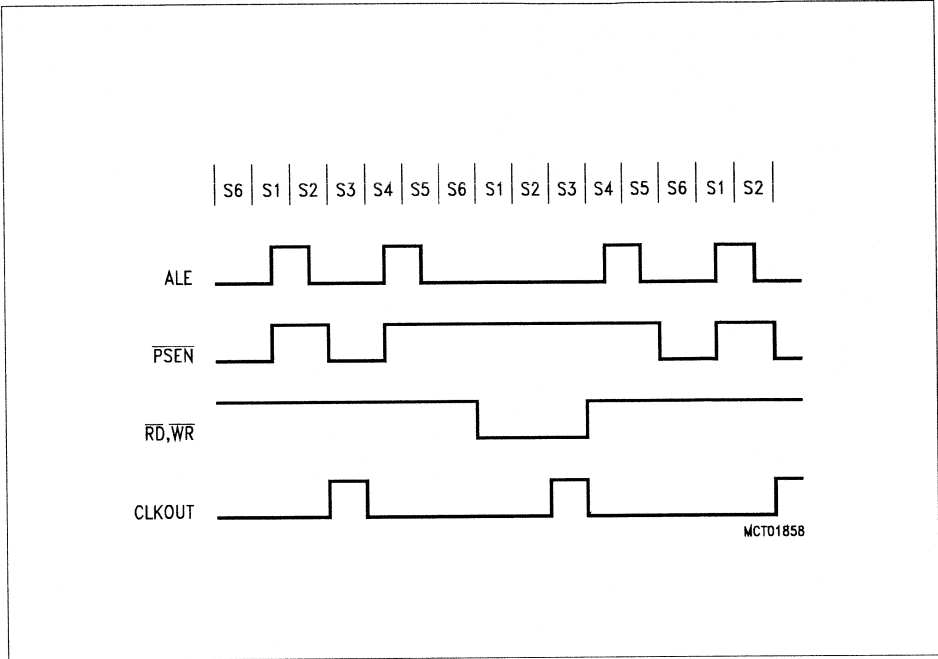 S6 S1 S2 S3 S4 S5 S6 S1 S2 S3 S4 S5 S6 S1 S2
ALE
PSEN
RD,WR
CLKOUT
MCT01858